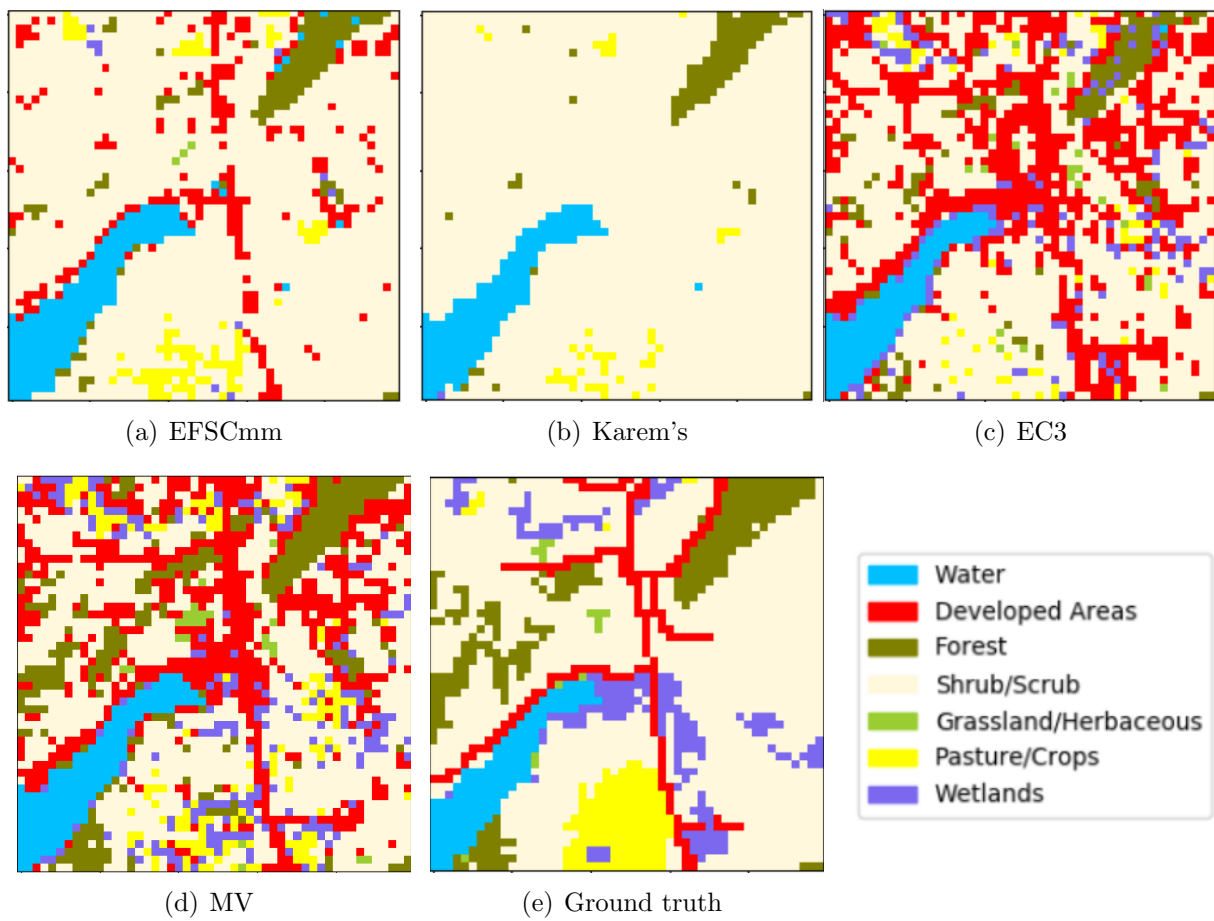 (a) EFSCmm
(b) Karem's
(c) EC3
(d) MV
(e) Ground truth
Water
Developed Areas
Forest
Shrub/Scrub
Grassland/Herbaceous
Pasture/Crops
Wetlands